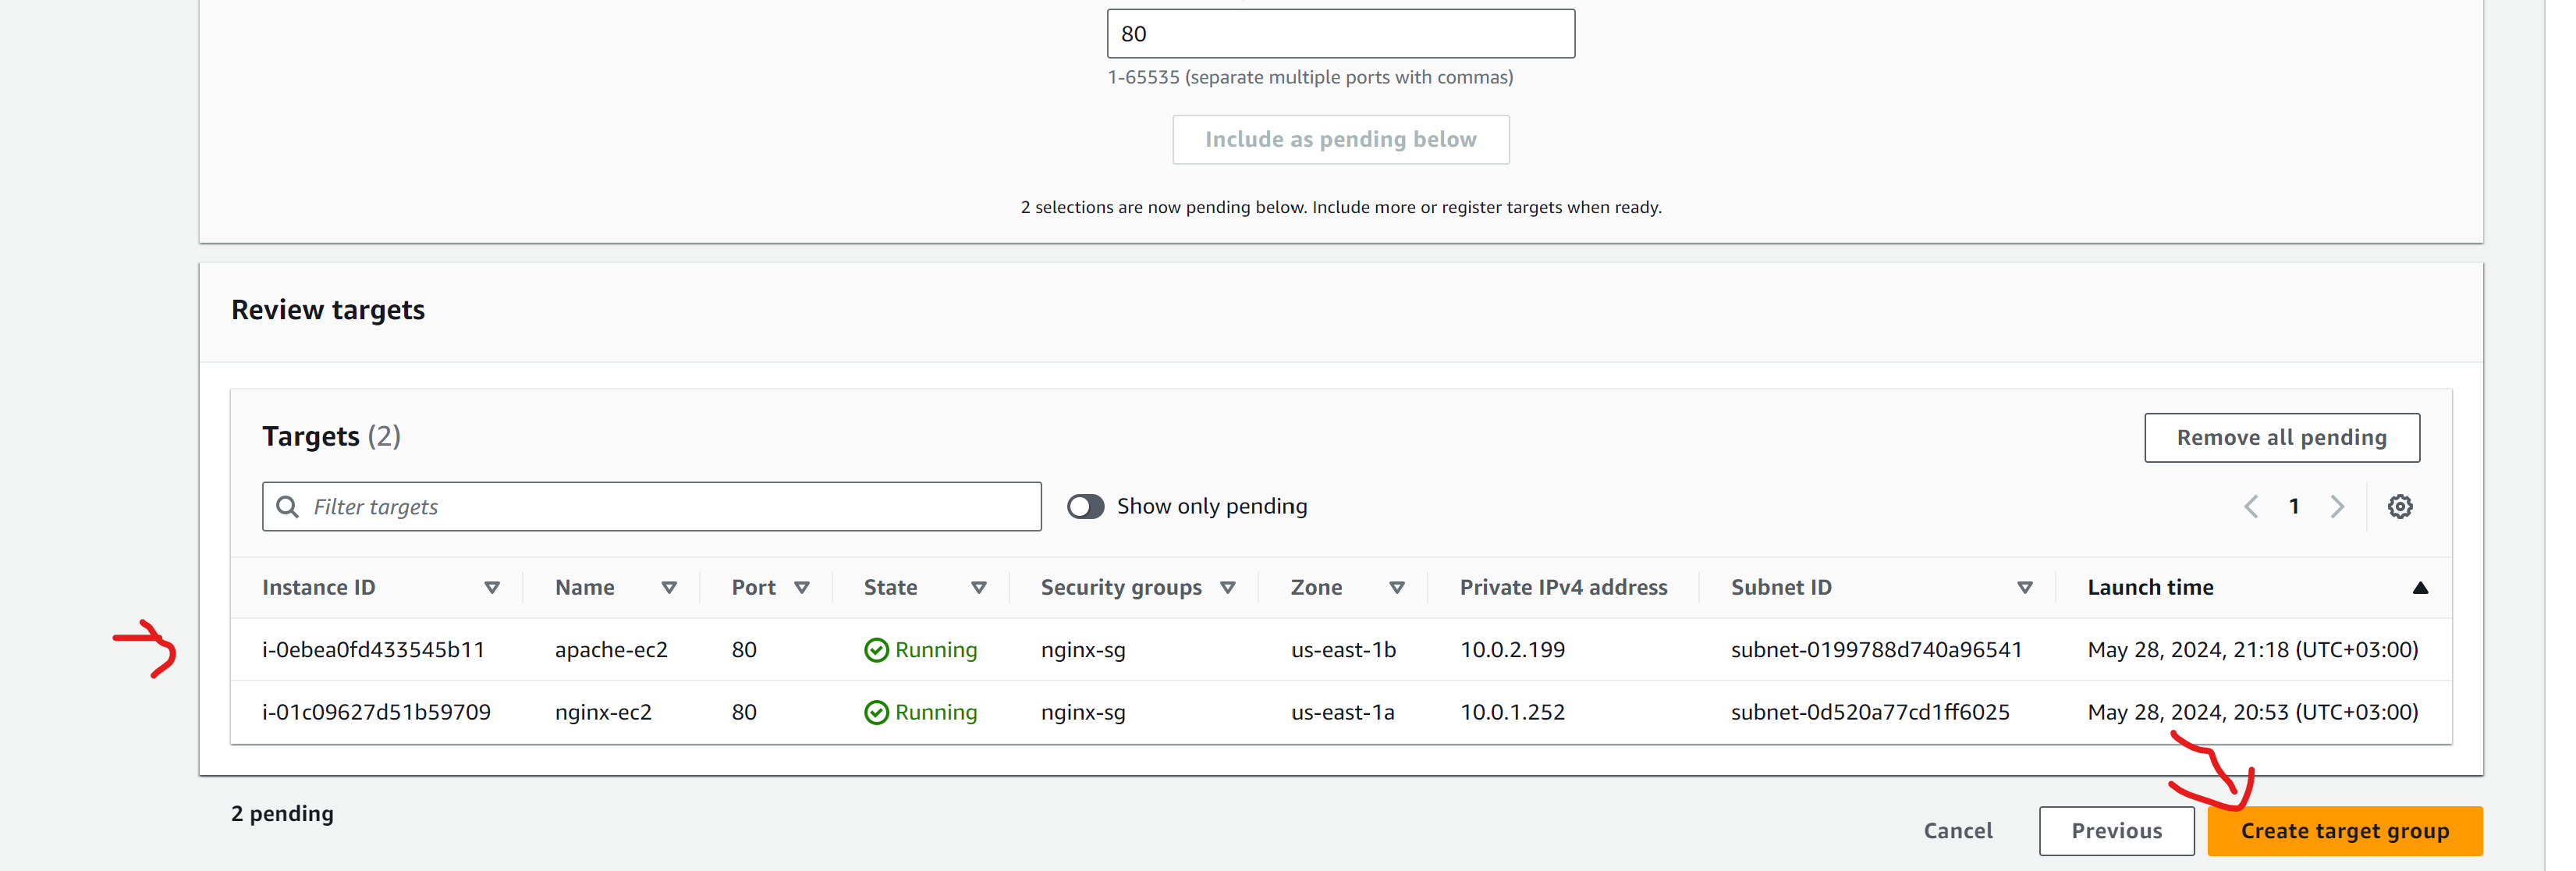 80
1-65535 (separate multiple ports with commas)
Include as pending below
2 selections are now pending below. Include more or register targets when ready.
Review targets
Targets (2)
Remove all pending
Filter targets
Show only pending
1
Instance ID Name Port State Security groups Zone Private IPv4 address Subnet ID Launch time
i-0ebea0fd433545b11 apache-ec2 80 Running nginx-sg us-east-1b 10.0.2.199 subnet-0199788d740a96541 May 28, 2024, 21:18 (UTC+03:00)
i-01c09627d51b59709 nginx-ec2 80 Running nginx-sg us-east-1a 10.0.1.252 subnet-0d520a77cd1ff6025 May 28, 2024, 20:53 (UTC+03:00)
2 pending
Cancel
Previous
Create target group